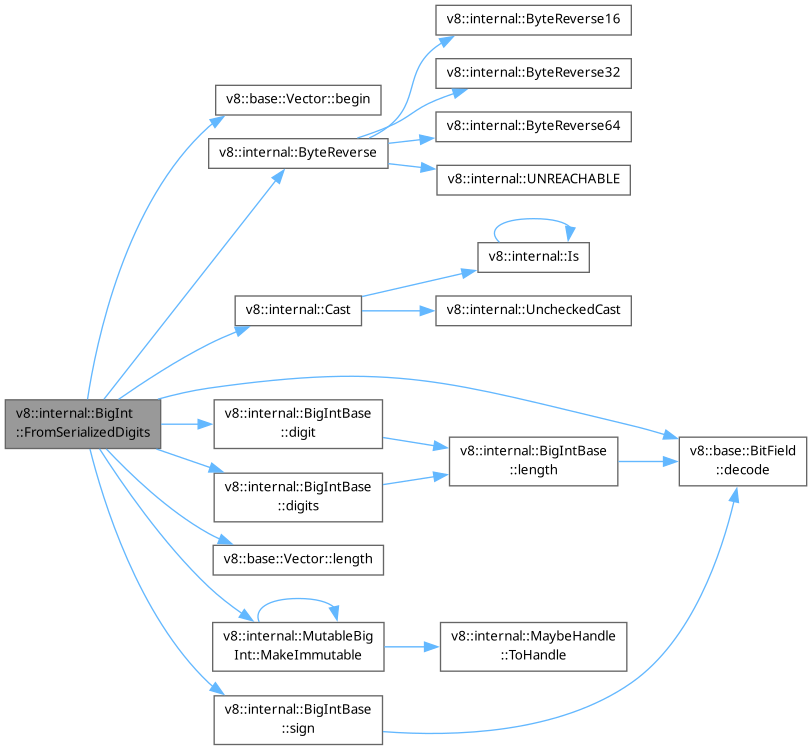 v8::internal::ByteReverse16
v8::internal::ByteReverse32
v8::base::Vector::begin
v8::internal::ByteReverse64
v8::internal::ByteReverse
v8::internal::UNREACHABLE
v8::internal::Is
v8::internal::Cast
v8::internal::UncheckedCast
v8::internal::BigInt
::FromSerializedDigits
v8::internal::BigIntBase
::digit
v8::internal::BigIntBase
::length
v8::base::BitField
::decode
v8::internal::BigIntBase
::digits
v8::base::Vector::length
v8::internal::MutableBig
Int::MakeImmutable
v8::internal::MaybeHandle
::ToHandle
v8::internal::BigIntBase
::sign